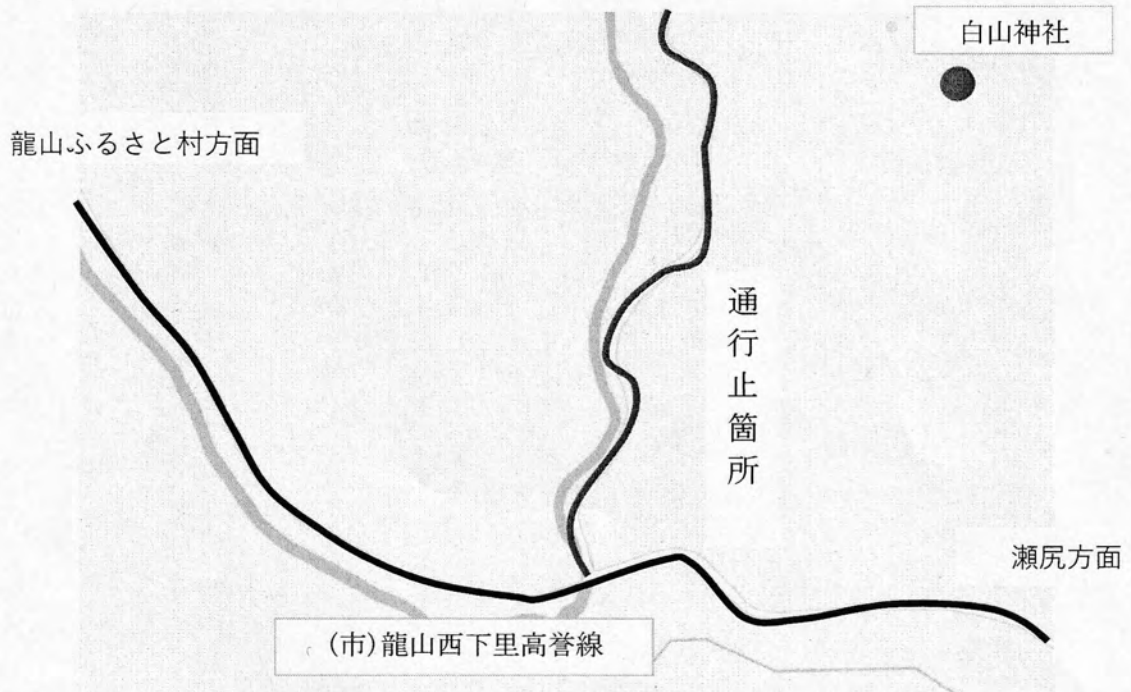 白山神社
龍山ふるさと村方面
通行止箇所
瀬尻方面
(市)龍山西下里高誉線